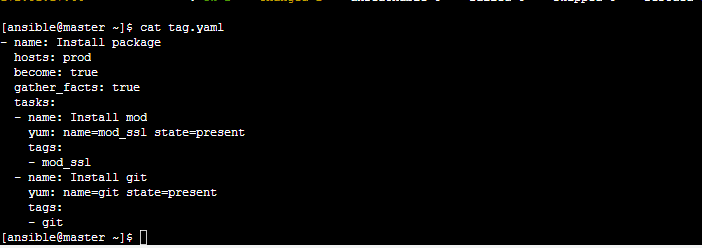 [ansible@master ~]$ cat tag.yaml
- name: Install package
  hosts: prod
  become: true
  gather_facts: true
  tasks:
  - name: Install mod
    yum: name=mod_ssl state=present
    tags:
    - mod_ssl
  - name: Install git
    yum: name=git state=present
    tags:
    - git
[ansible@master ~]$